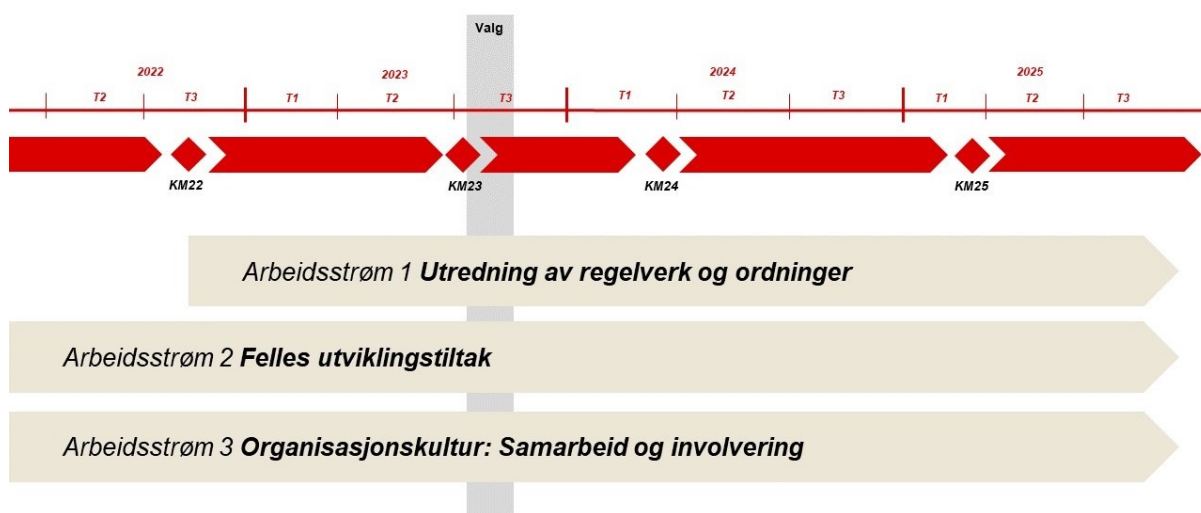 Valg
2022 2023 2024 2025
T2 T3 T1 T2 T3 T1 T2 T3 T1 T2 T3
KM22 KM23 KM24 KM25
Arbeidsstrøm 1 Utredning av regelverk og ordninger
Arbeidsstrøm 2 Felles utviklingstiltak
Arbeidsstrøm 3 Organisasjonskultur: Samarbeid og involvering